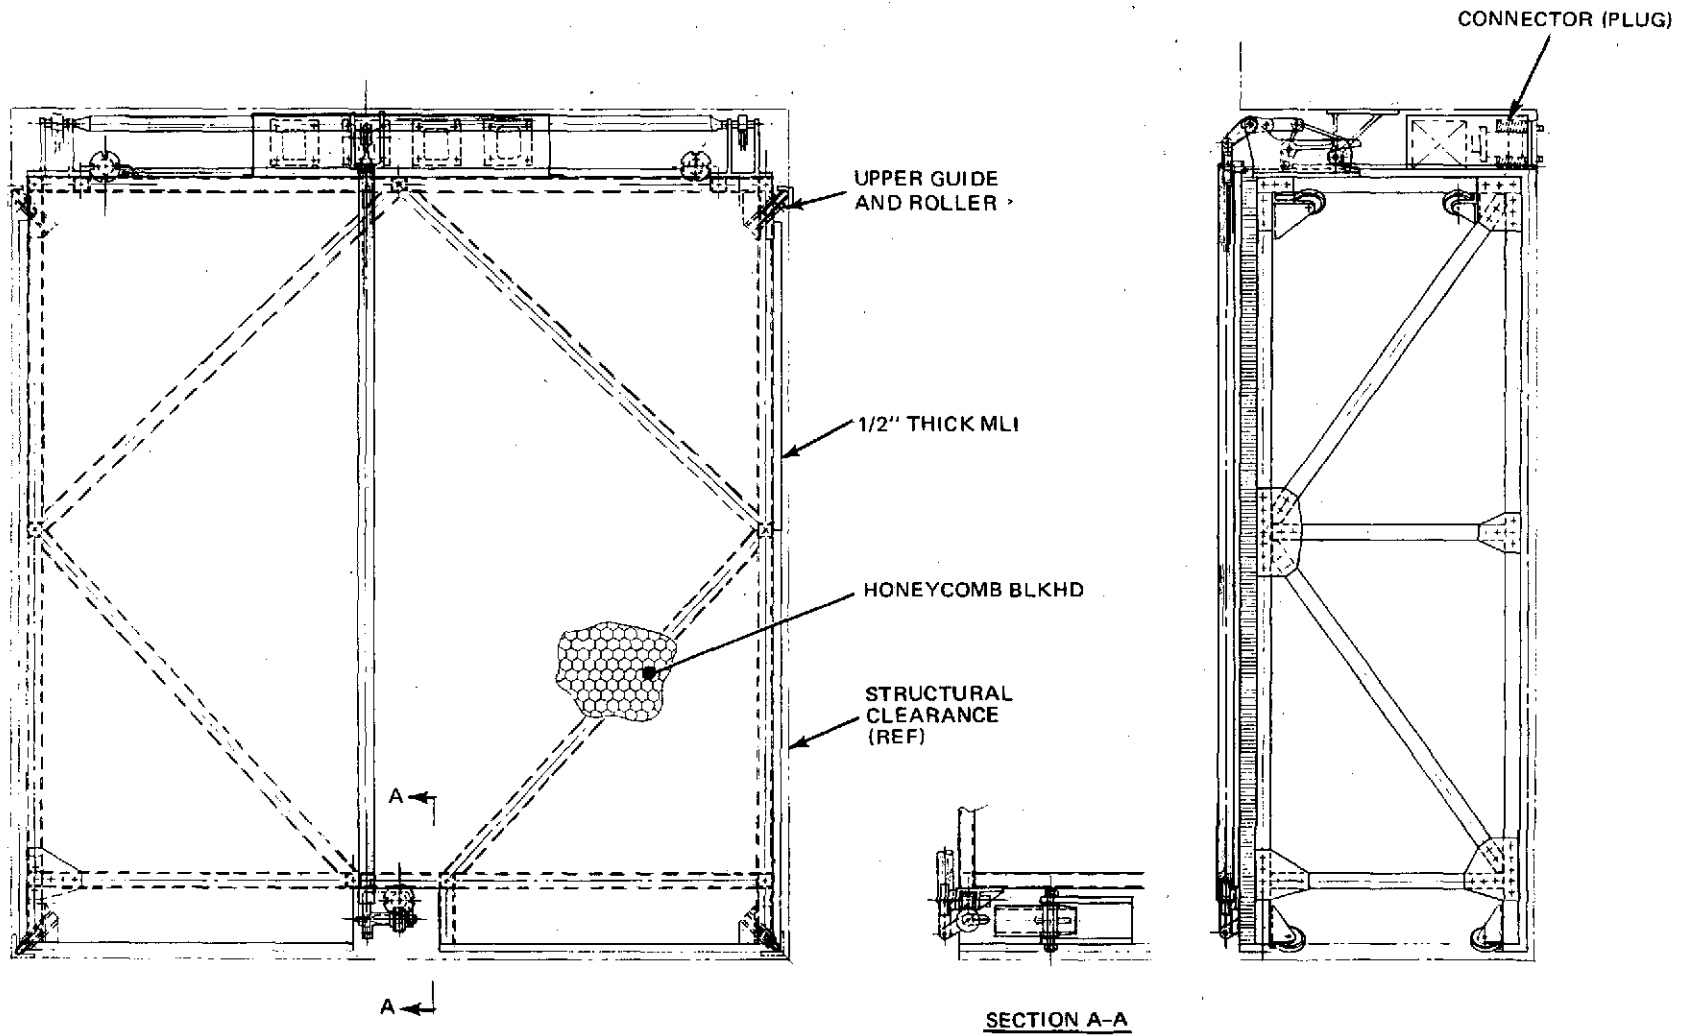 CONNECTOR (PLUG)
UPPER GUIDE
AND ROLLER
1/2" THICK MLI
HONEYCOMB BLKHD
STRUCTURAL
CLEARANCE
(REF)
A
A
SECTION A-A